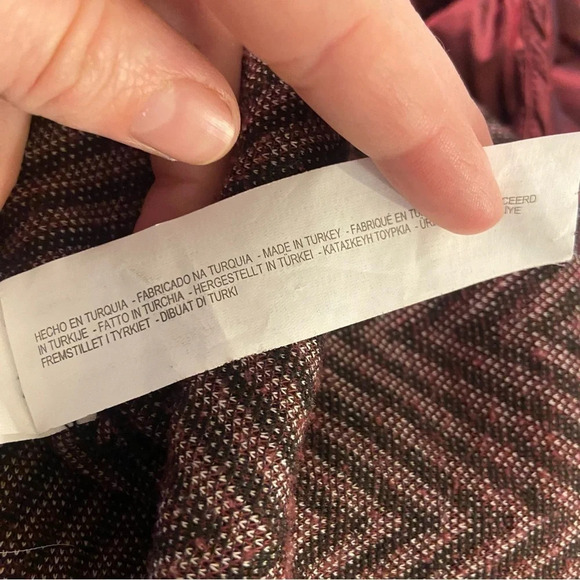 HECHO EN TURQUIA - FABRICADO NA TURQUIA - MADE IN TURKEY - FABRIQUÉ EN
IN TURKIJE - FATTO IN TURCHIA - HERGESTELLT IN TÜRKEI - ΚΑΤΑΣΚΕΥΗ ΤΟΥΡΚΙΑ -
FREMSTILLET I TYRKIET - DIBUAT DI TURKI